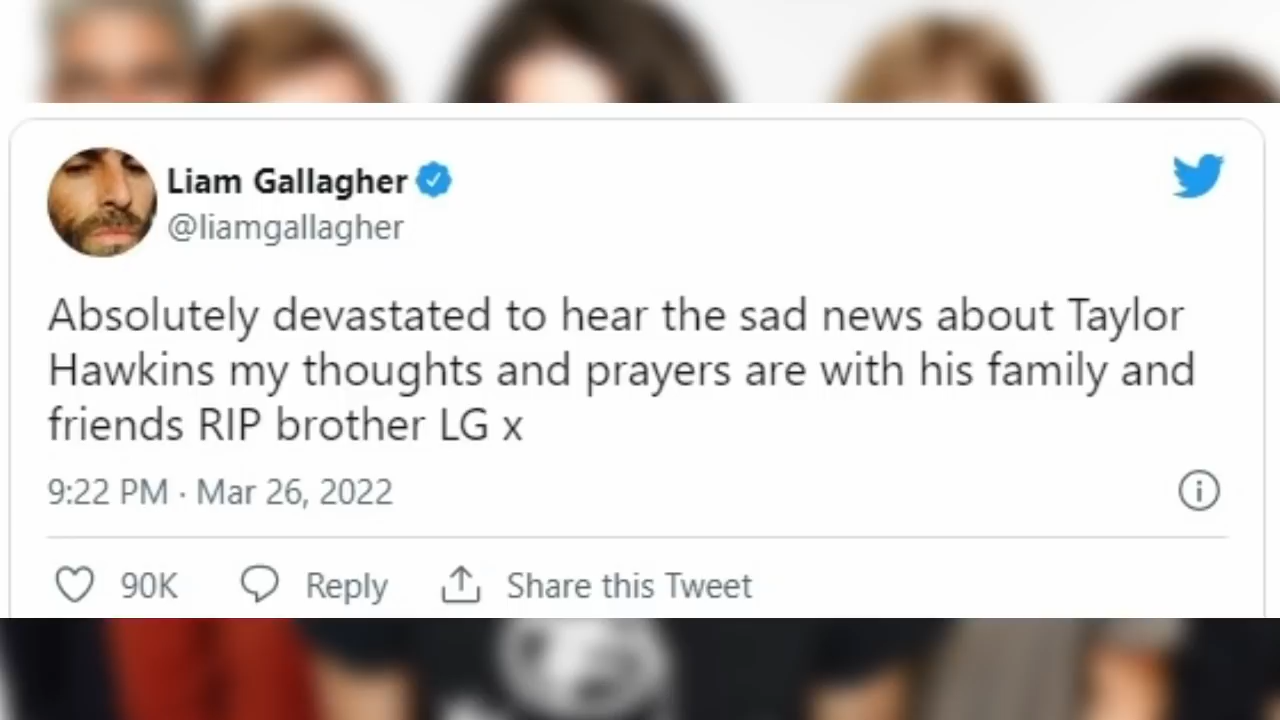 Liam Gallagher
@liamgallagher
Absolutely devastated to hear the sad news about Taylor
Hawkins my thoughts and prayers are with his family and
friends RIP brother LG x
9:22 PM · Mar 26, 2022
90K Reply Share this Tweet